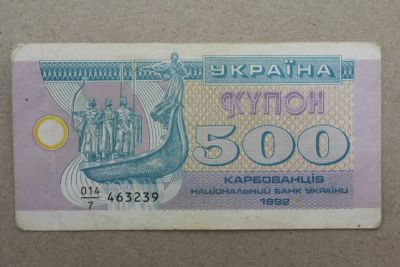 УКРАЇНА
КУПОН
500
КАРБОВАНЦІВ
НАЦІОНАЛЬНИЙ БАНК УКРАЇНИ
1992
014/7 463239